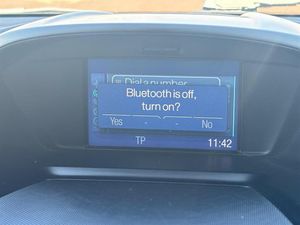 Dial a number
Bluetooth is off,
turn on?
Yes - - No
TP 11:42